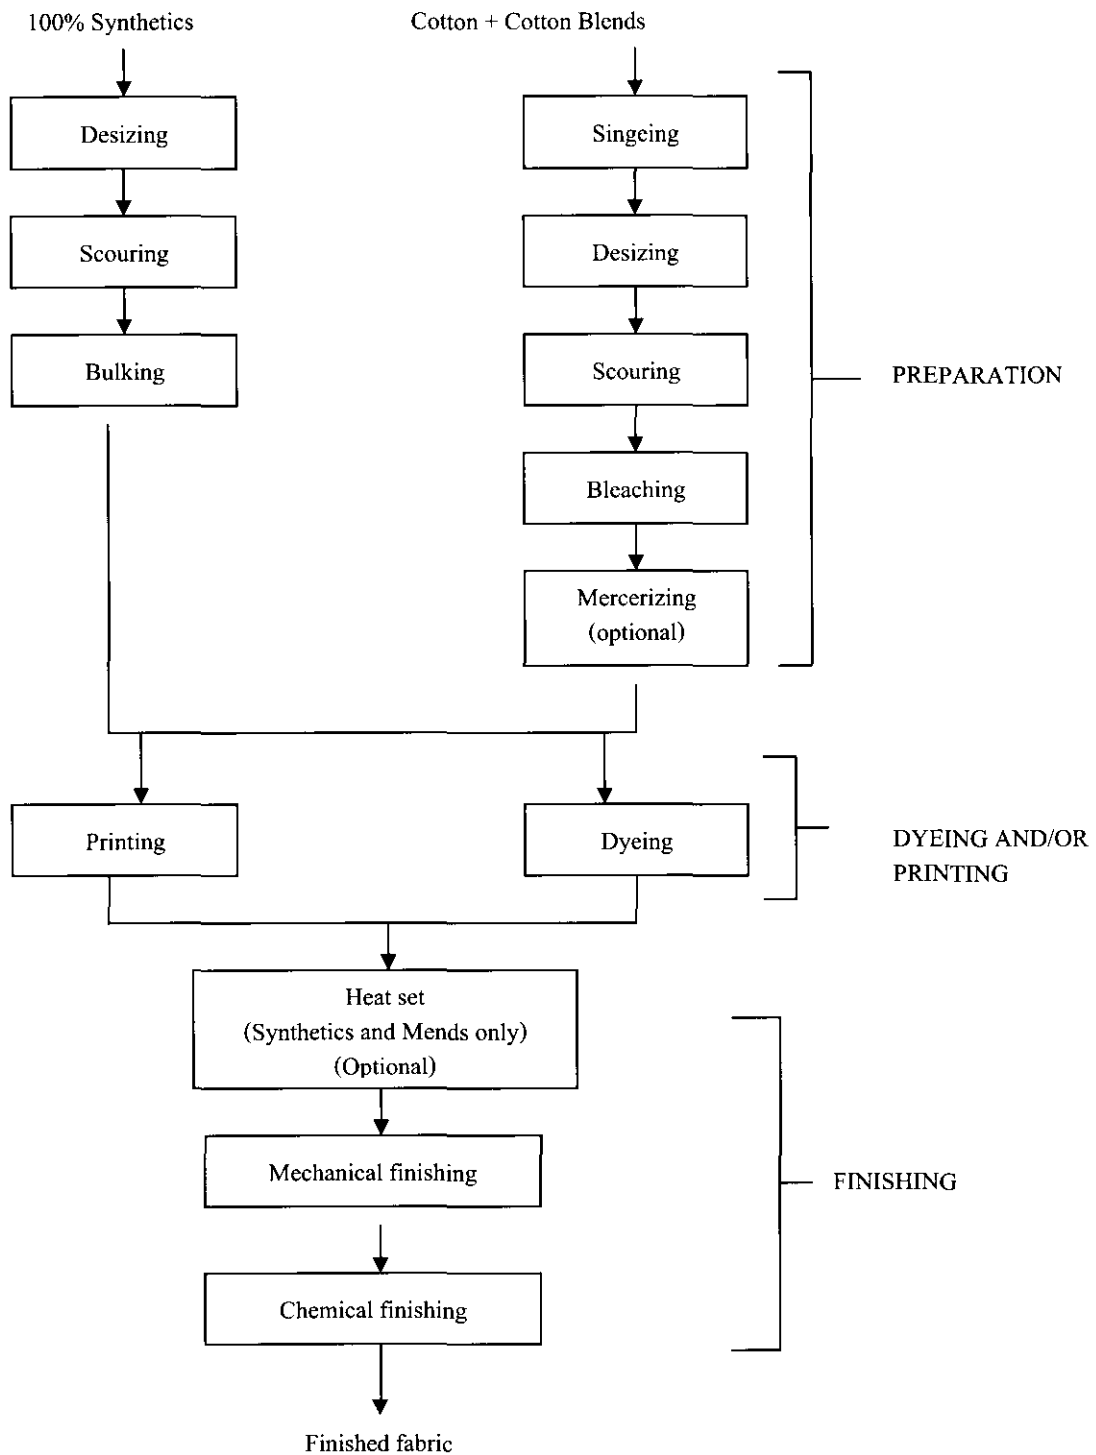 100% Synthetics
Cotton + Cotton Blends
Desizing
Scouring
Bulking
Singeing
Desizing
Scouring
Bleaching
Mercerizing
(optional)
PREPARATION
Printing
Dyeing
DYEING AND/OR
PRINTING
Heat set
(Synthetics and Mends only)
(Optional)
Mechanical finishing
Chemical finishing
FINISHING
Finished fabric